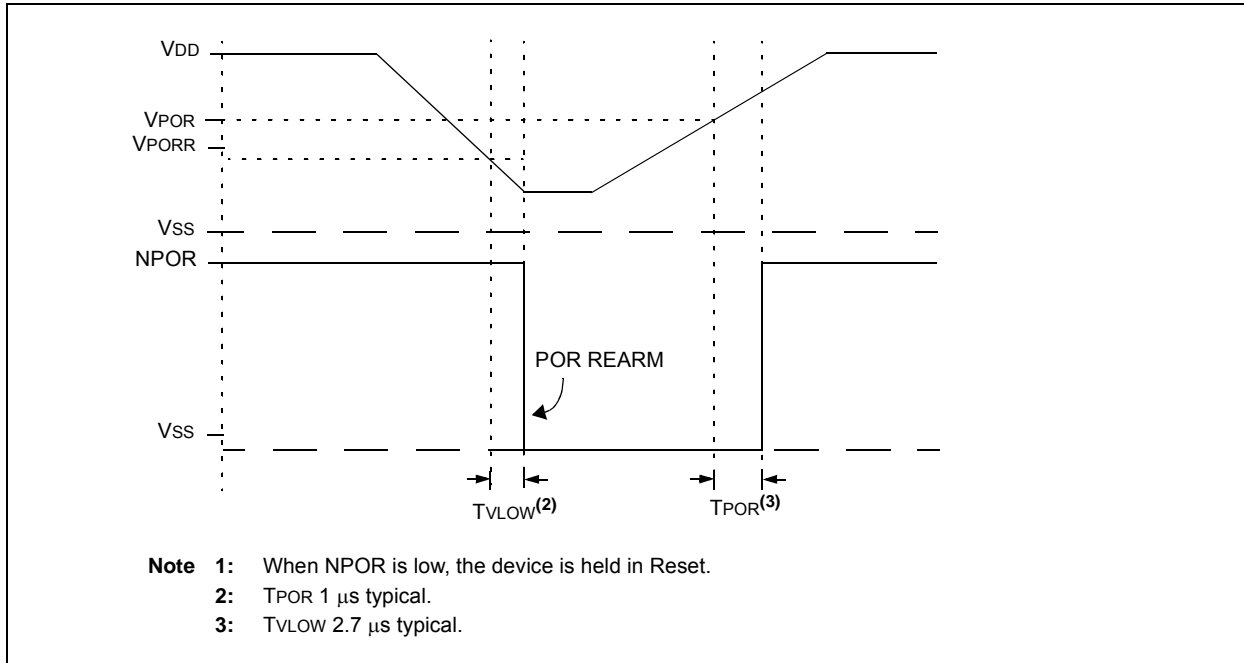 VDD
VPOR
VPORR
VSS
NPOR
POR REARM
VSS
TVLOW(2)
TPOR(3)
Note 1: When NPOR is low, the device is held in Reset.
2: TPOR 1 μs typical.
3: TVLOW 2.7 μs typical.